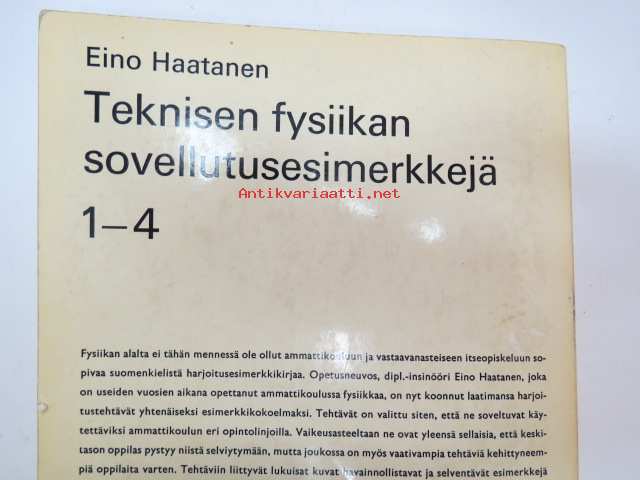 Eino Haatanen
Teknisen fysiikan
sovellutusesimerkkejä
Antikvariaatti.net
1–4
Fysiikan alalta ei tähän mennessä ole ollut ammattikouluun ja vastaavanasteiseen itseopiskeluun so-
pivaa suomenkielistä harjoitusesimerkkikirjaa. Opetusneuvos, dipl.-insinööri Eino Haatanen, joka
on useiden vuosien aikana opettanut ammattikoulussa fysiikkaa, on nyt koonnut laatimansa harjoi-
tustehtävät yhtenäiseksi esimerkkikokoelmaksi. Tehtävät on valittu siten, että ne soveltuvat käy-
tettäviksi ammattikoulun eri opintolinjoilla. Vaikeusasteeltaan ne ovat yleensä sellaisia, että keski-
tason oppilas pystyy niistä selviytymään, mutta joukossa on myös vaativampia tehtäviä kehittyneem-
piä oppilaita varten. Tehtäviin liittyvät lukuisat kuvat havainnollistavat ja selventävät esimerkkejä